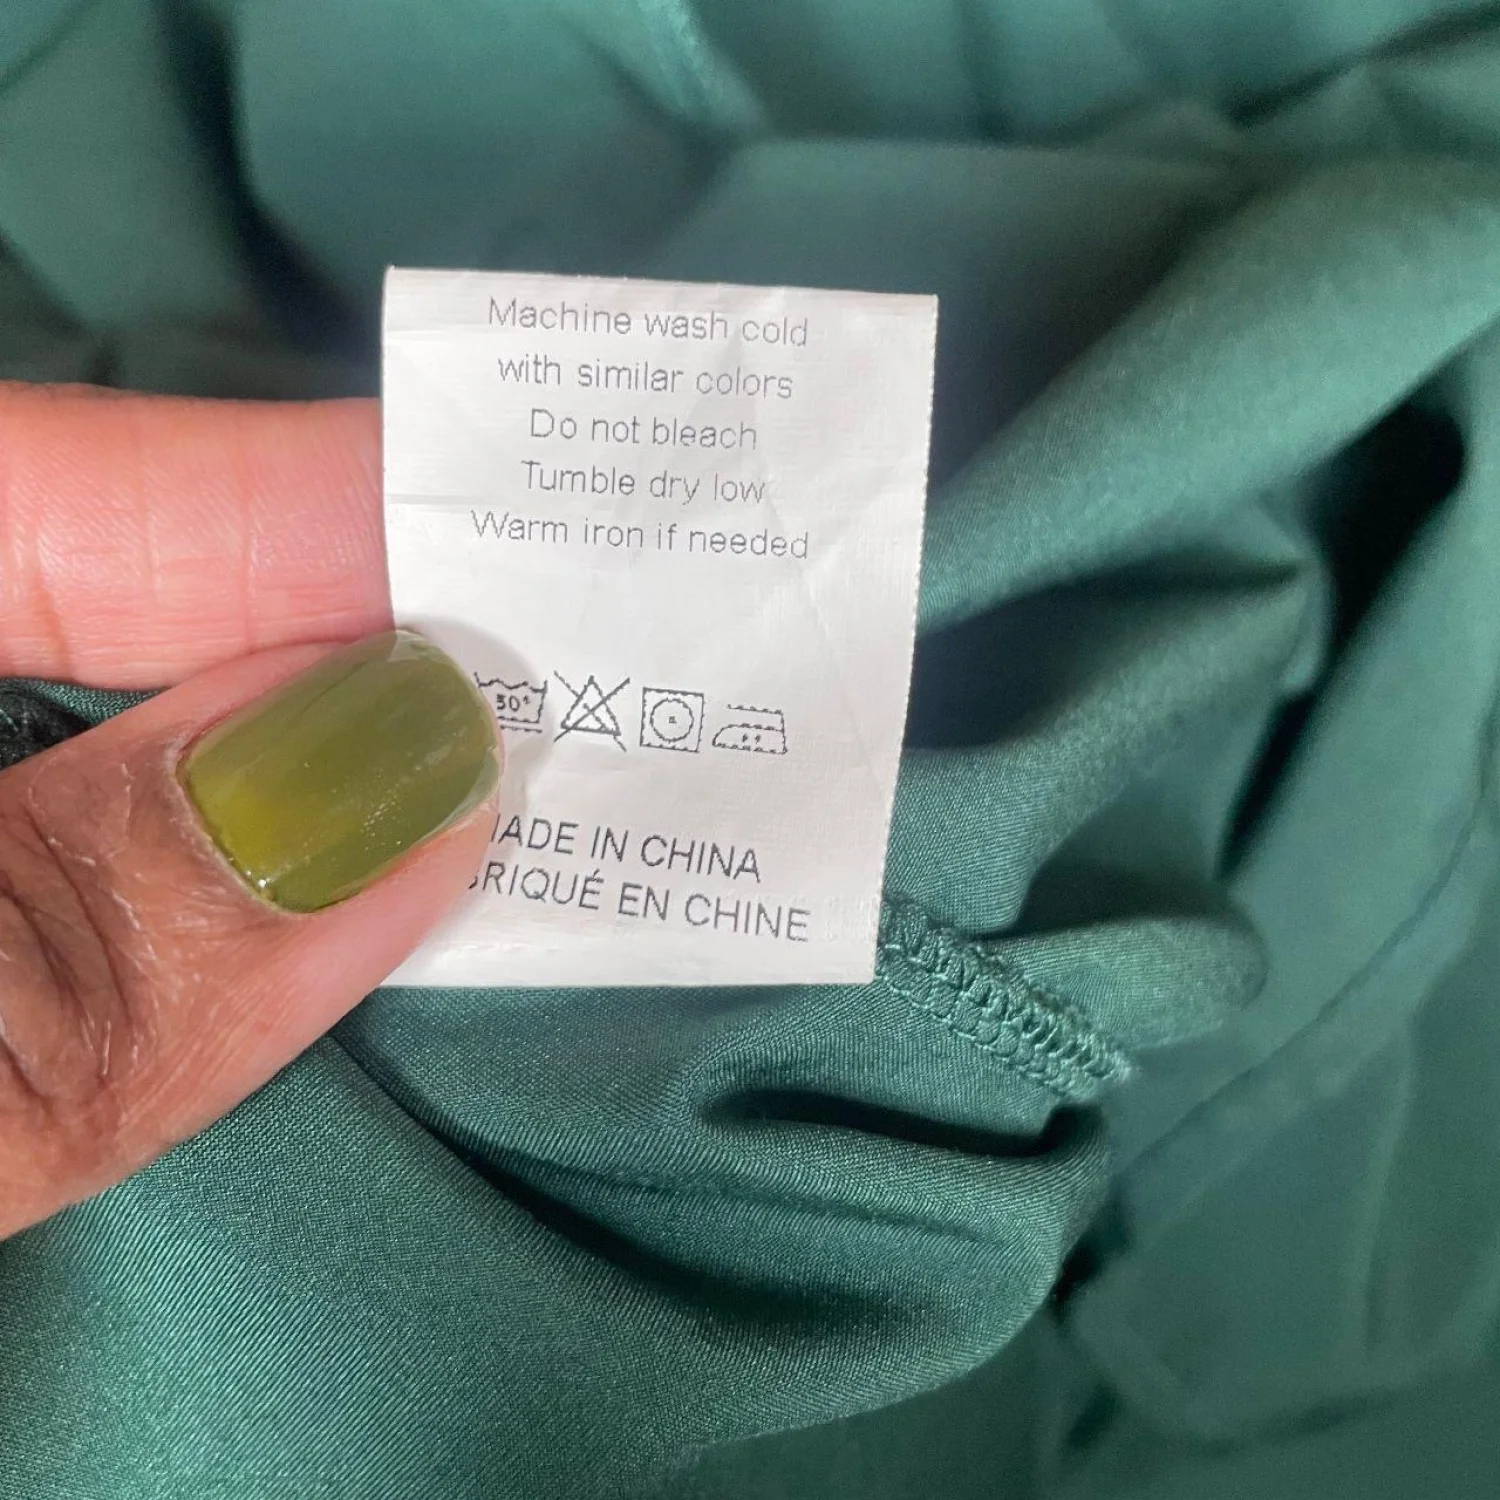 Machine wash cold
with similar colors
Do not bleach
Tumble dry low
Warm iron if needed
30°
ADE IN CHINA
RIQUÉ EN CHINE